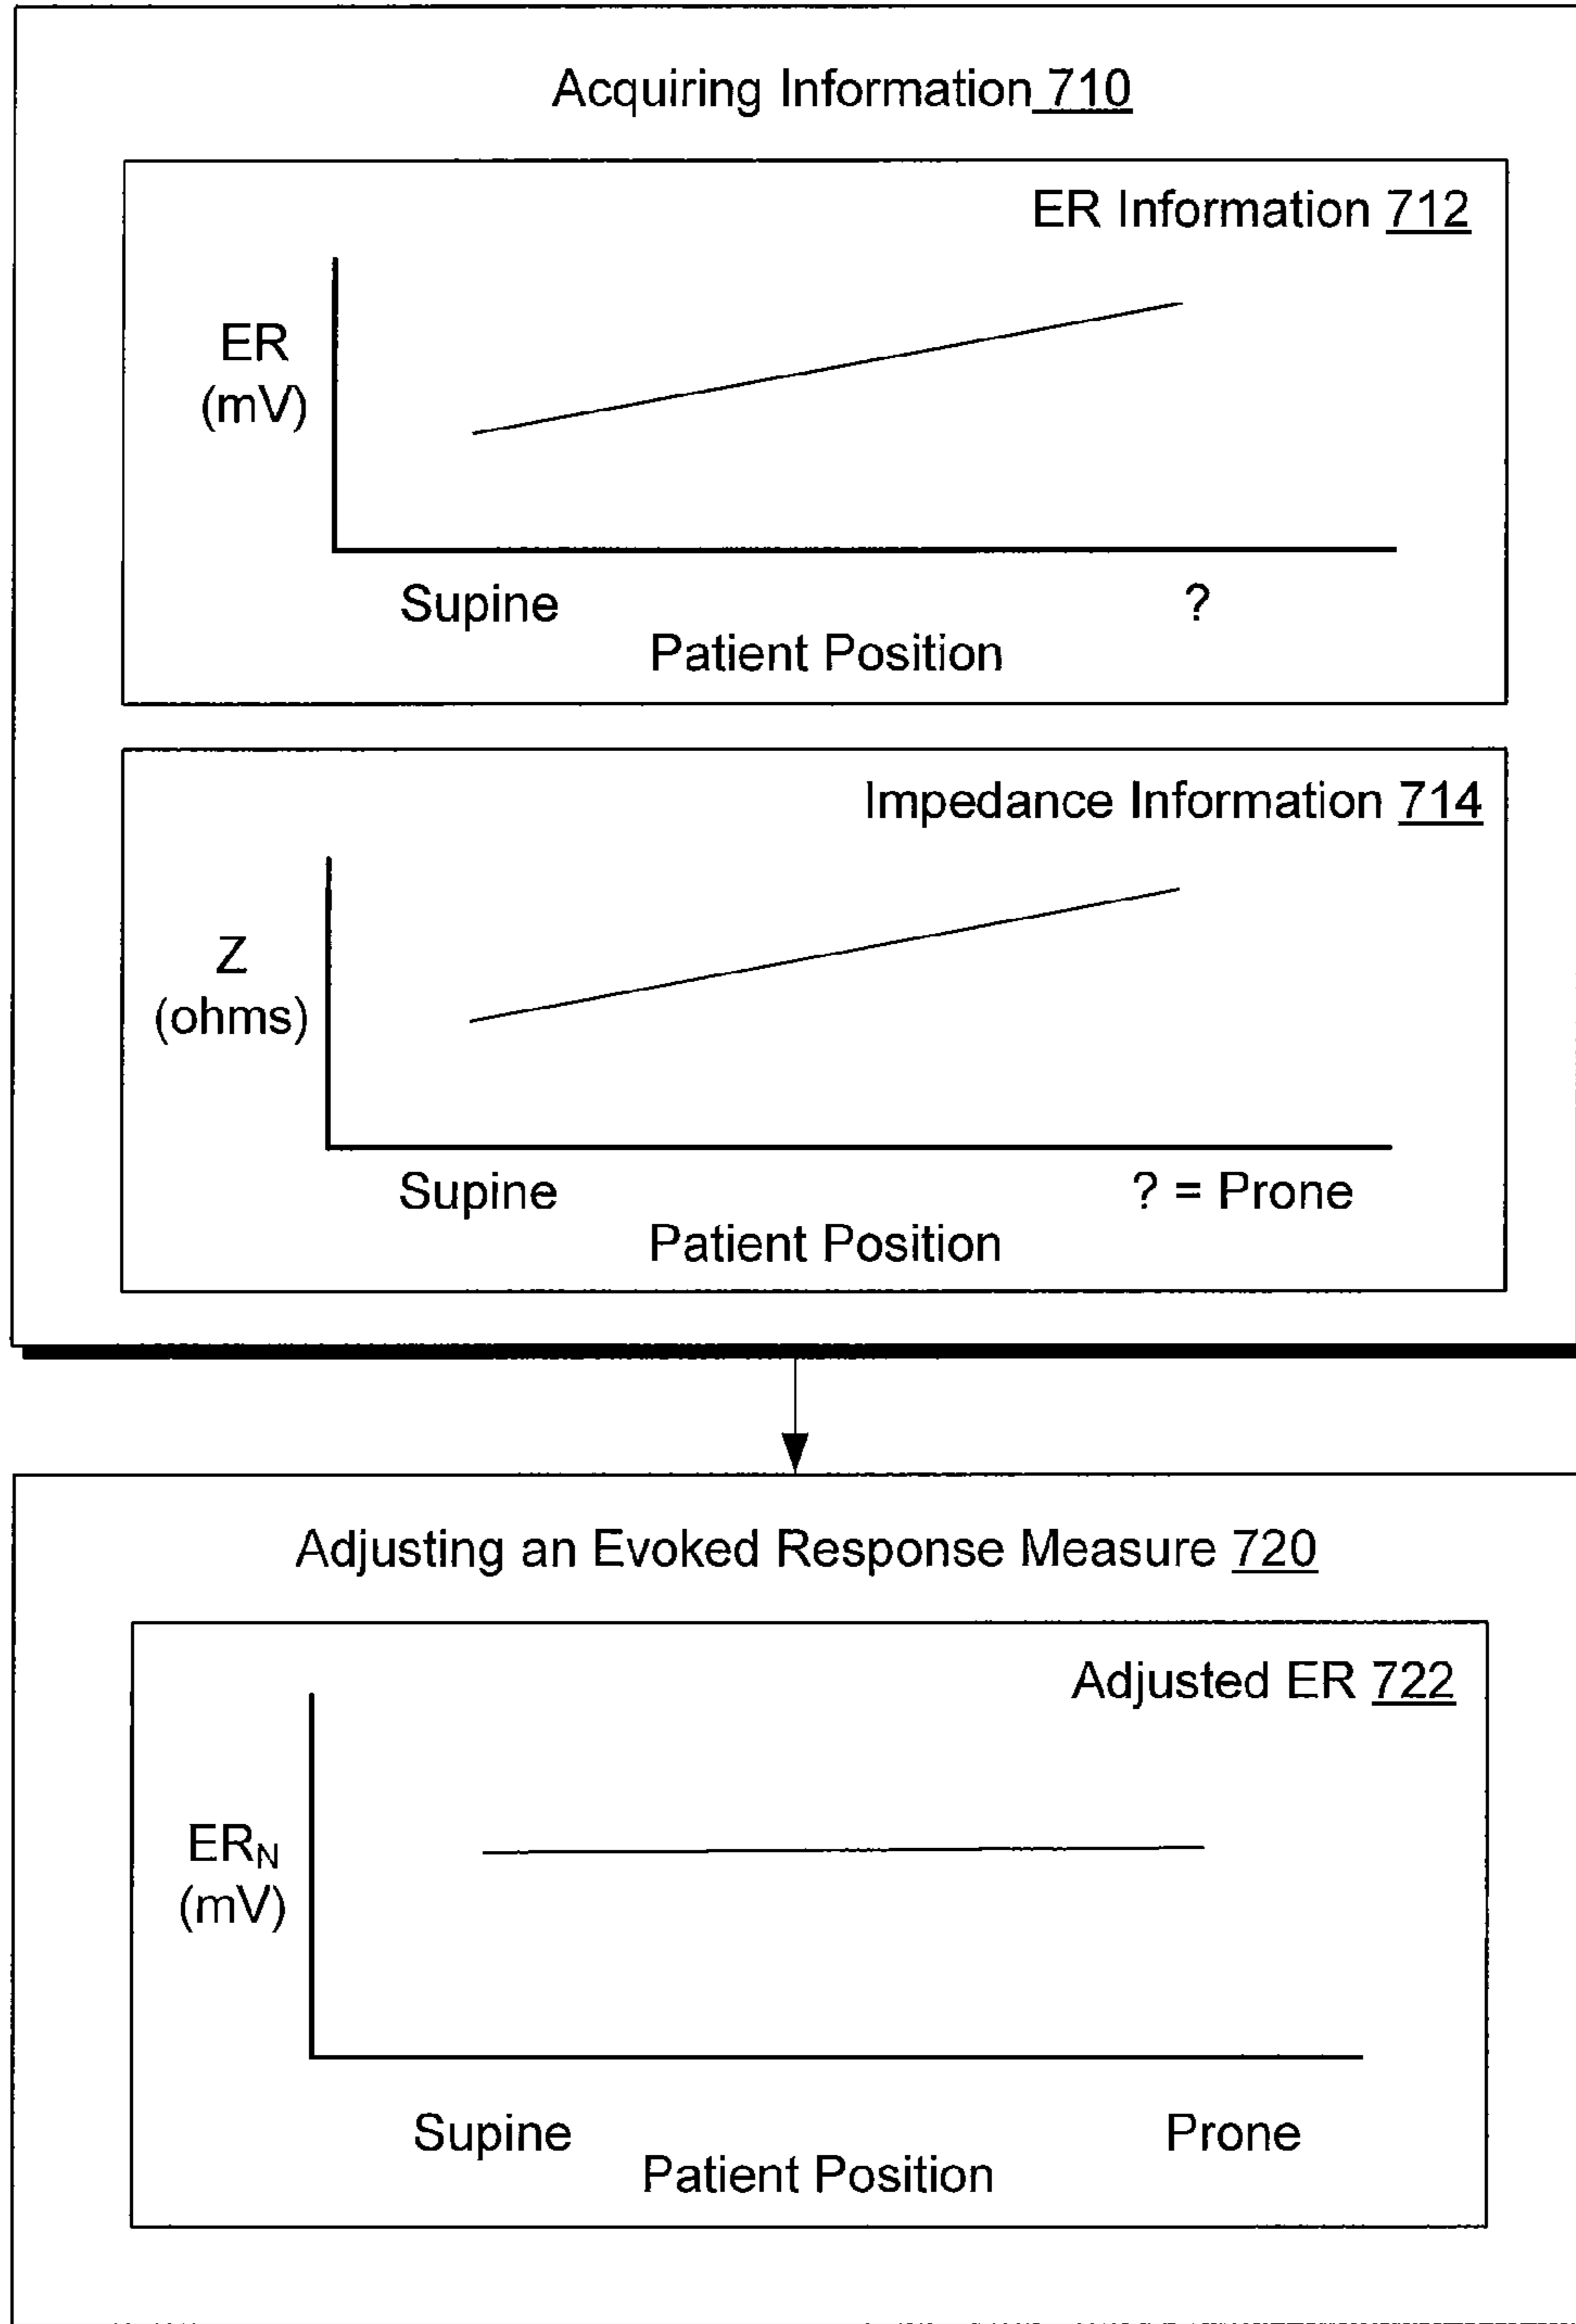 Acquiring Information 710
ER Information 712
ER
(mV)
Supine
?
Patient Position
Impedance Information 714
Z
(ohms)
Supine
? = Prone
Patient Position
Adjusting an Evoked Response Measure 720
Adjusted ER 722
ERN
(mV)
Supine
Prone
Patient Position